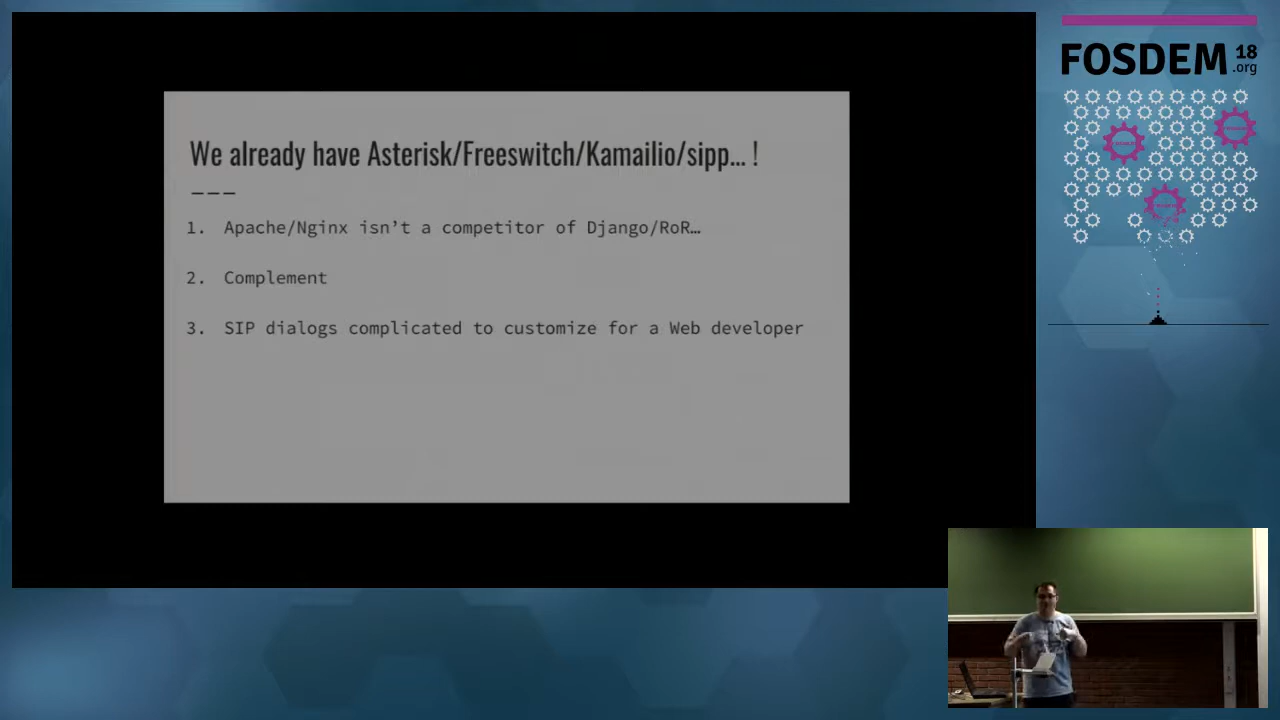 We already have Asterisk/Freeswitch/Kamailio/sipp... !
1. Apache/Nginx isn't a competitor of Django/RoR…
2. Complement
3. SIP dialogs complicated to customize for a Web developer
FOSDEM 18
.org